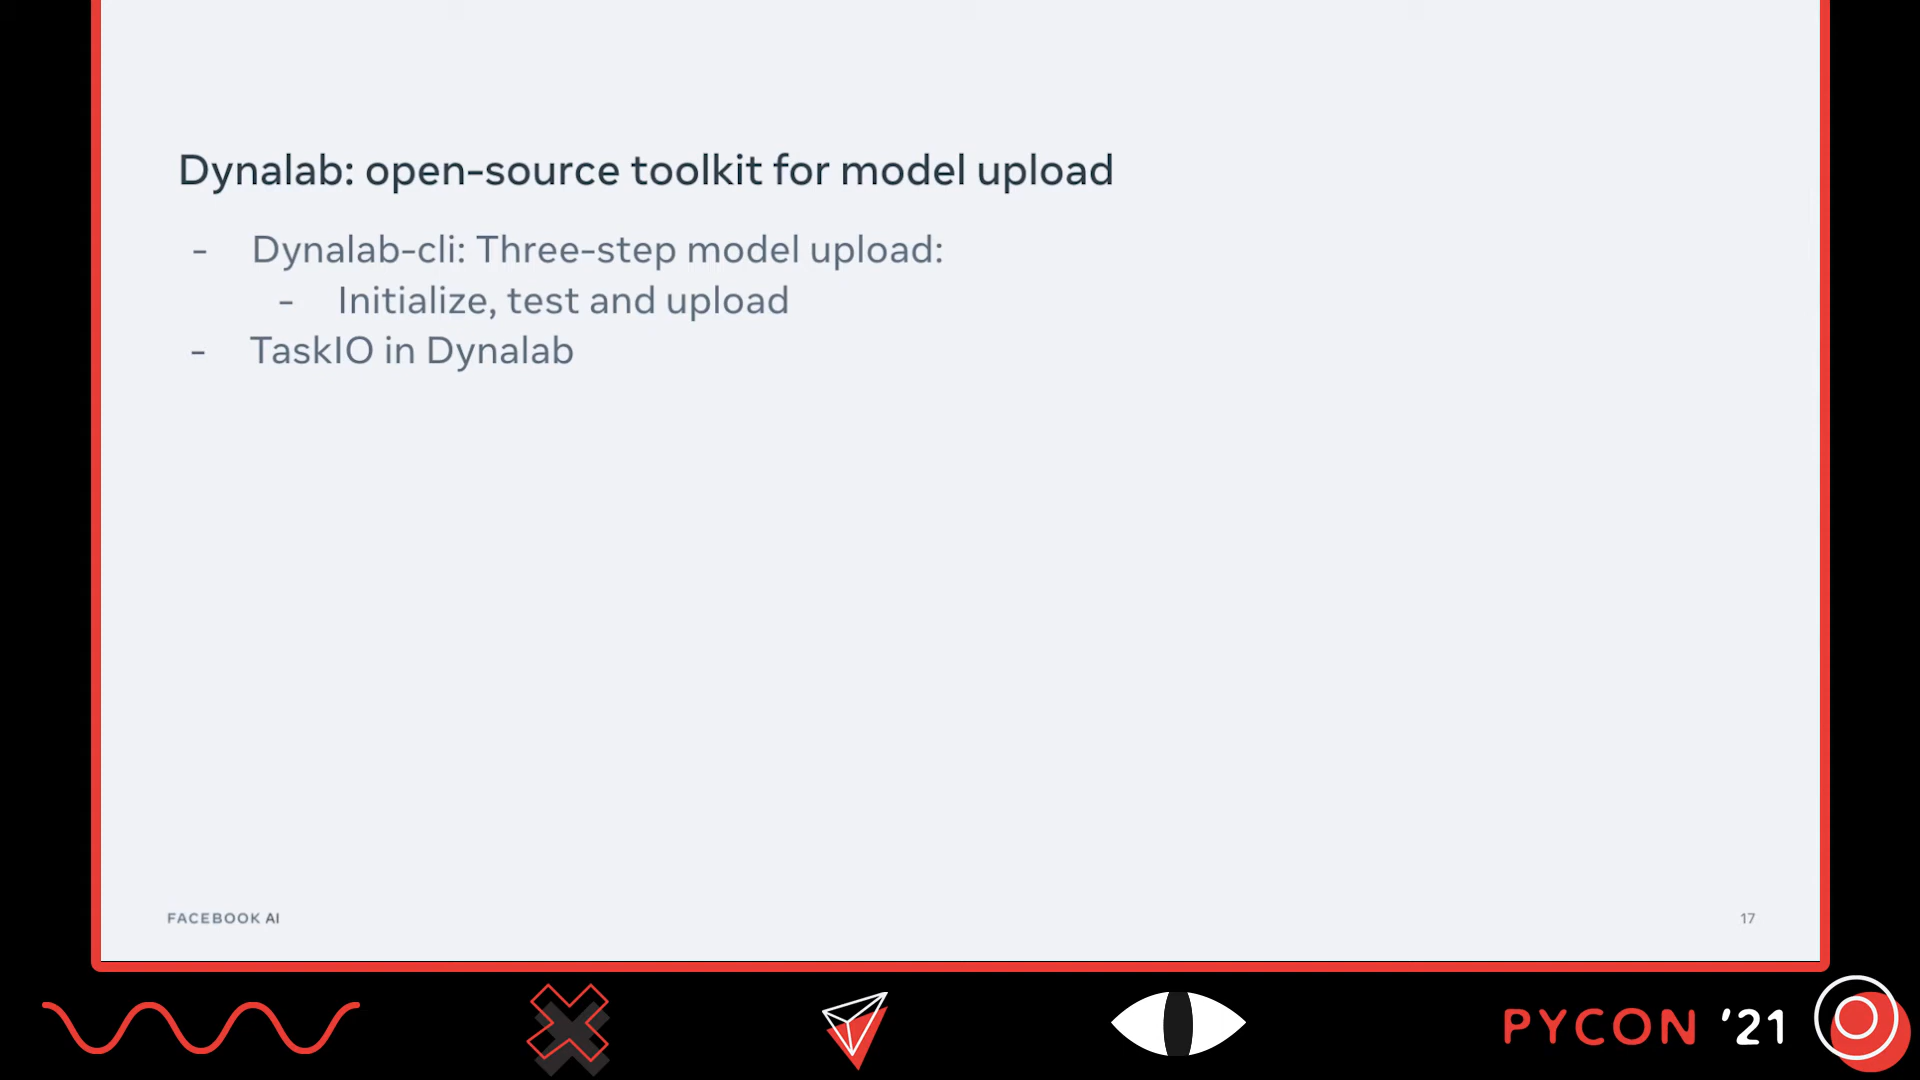 Dynalab: open-source toolkit for model upload
- Dynalab-cli: Three-step model upload:
- Initialize, test and upload
- TaskIO in Dynalab
FACEBOOK AI
17
PYCON '21